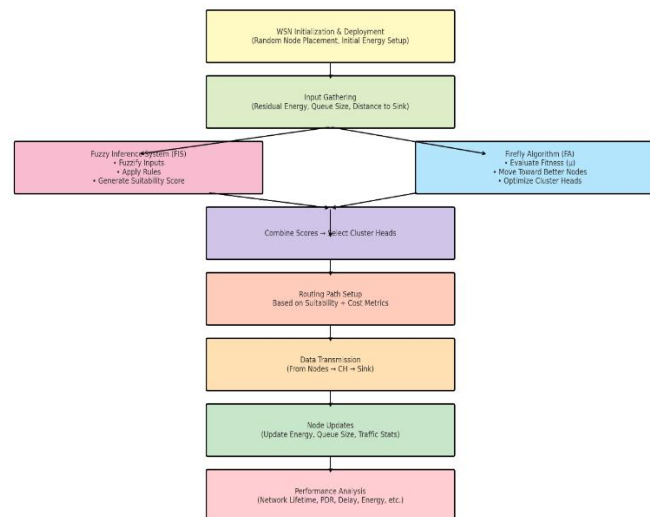 WSN Initialization & Deployment
(Random Node Placement, Initial Energy Setup)
Input Gathering
(Residual Energy, Queue Size, Distance to Sink)
Fuzzy Inference System (FIS)
• Fuzzify Inputs
• Apply Rules
• Generate Suitability Score
Firefly Algorithm (FA)
• Evaluate Fitness (μ)
• Move Toward Better Nodes
• Optimize Cluster Heads
Combine Scores → Select Cluster Heads
Routing Path Setup
Based on Suitability + Cost Metrics
Data Transmission
(From Nodes → CH → Sink)
Node Updates
(Update Energy, Queue Size, Traffic Stats)
Performance Analysis
(Network Lifetime, PDR, Delay, Energy, etc.)